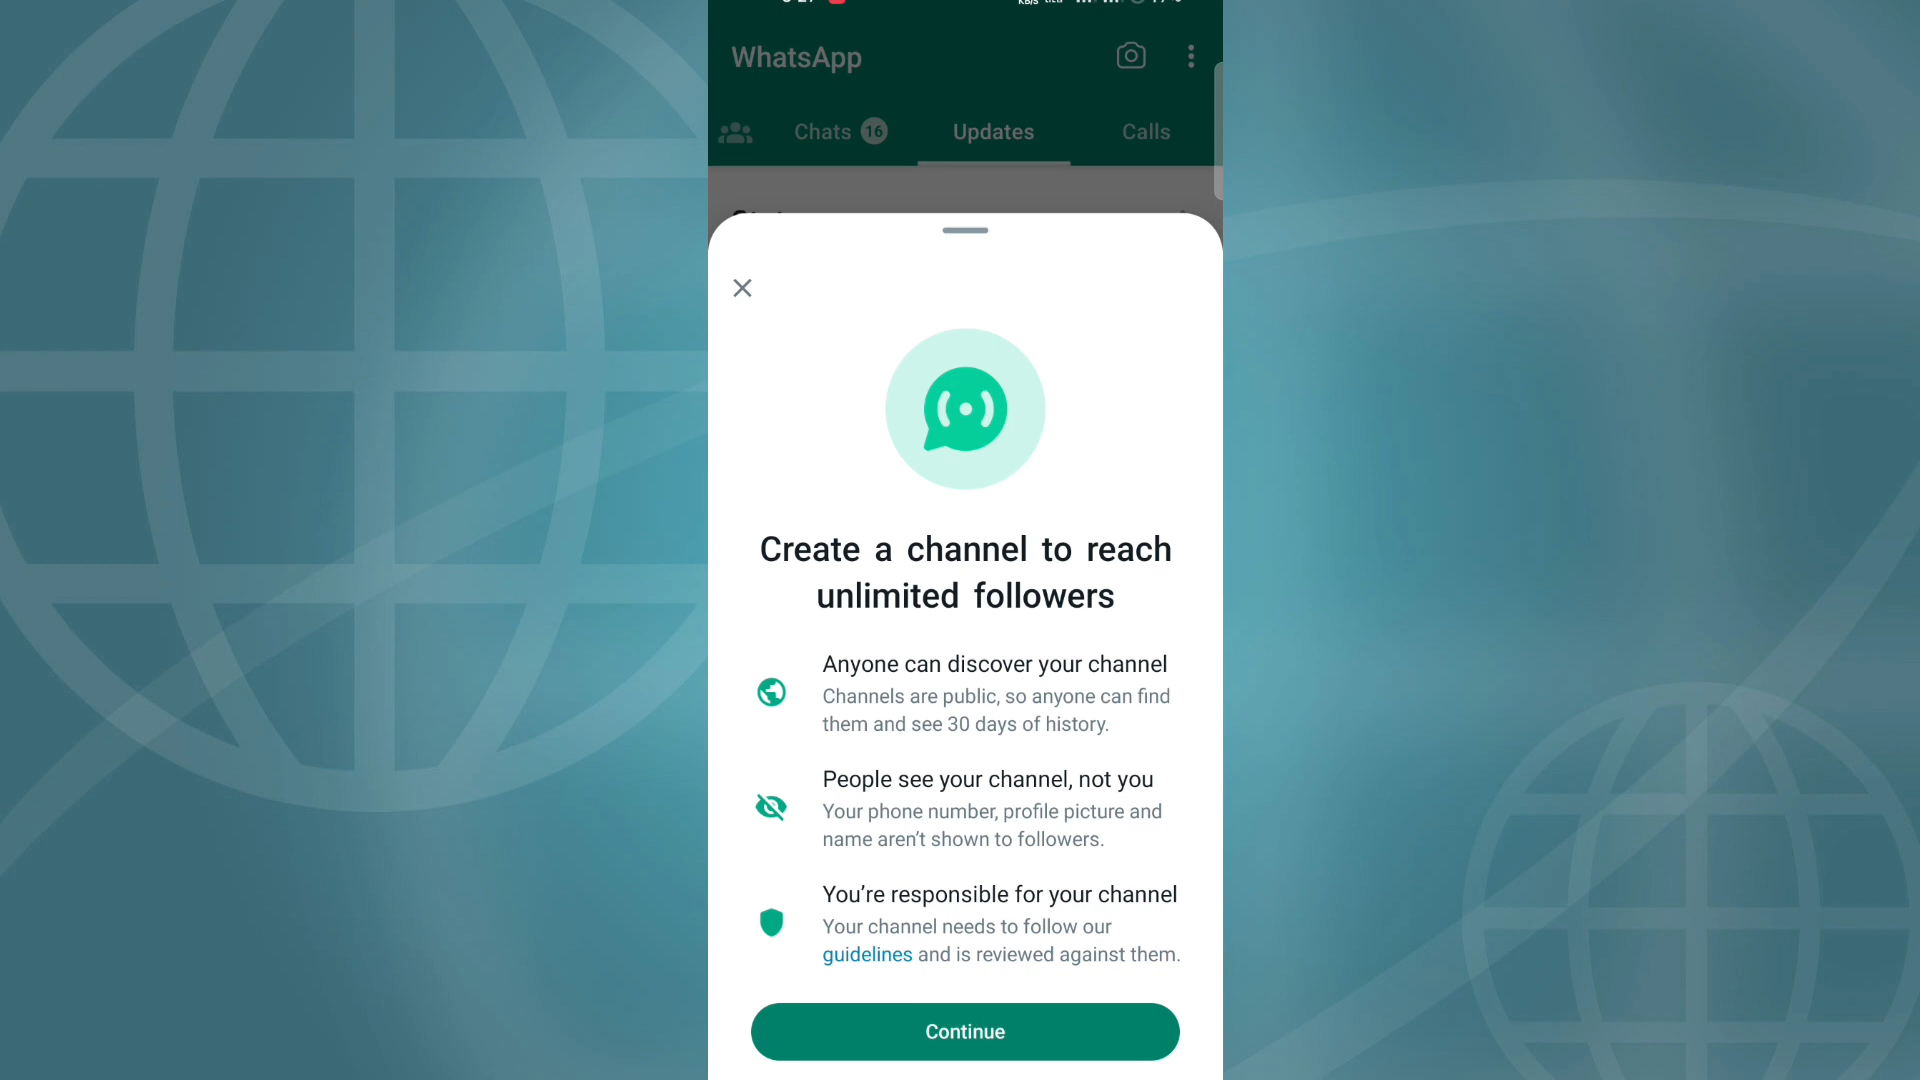 KB/S
WhatsApp
Chats 16
Updates
Calls
Create a channel to reach
unlimited followers
Anyone can discover your channel
Channels are public, so anyone can find
them and see 30 days of history.
People see your channel, not you
Your phone number, profile picture and
name aren’t shown to followers.
You’re responsible for your channel
Your channel needs to follow our
guidelines and is reviewed against them.
Continue